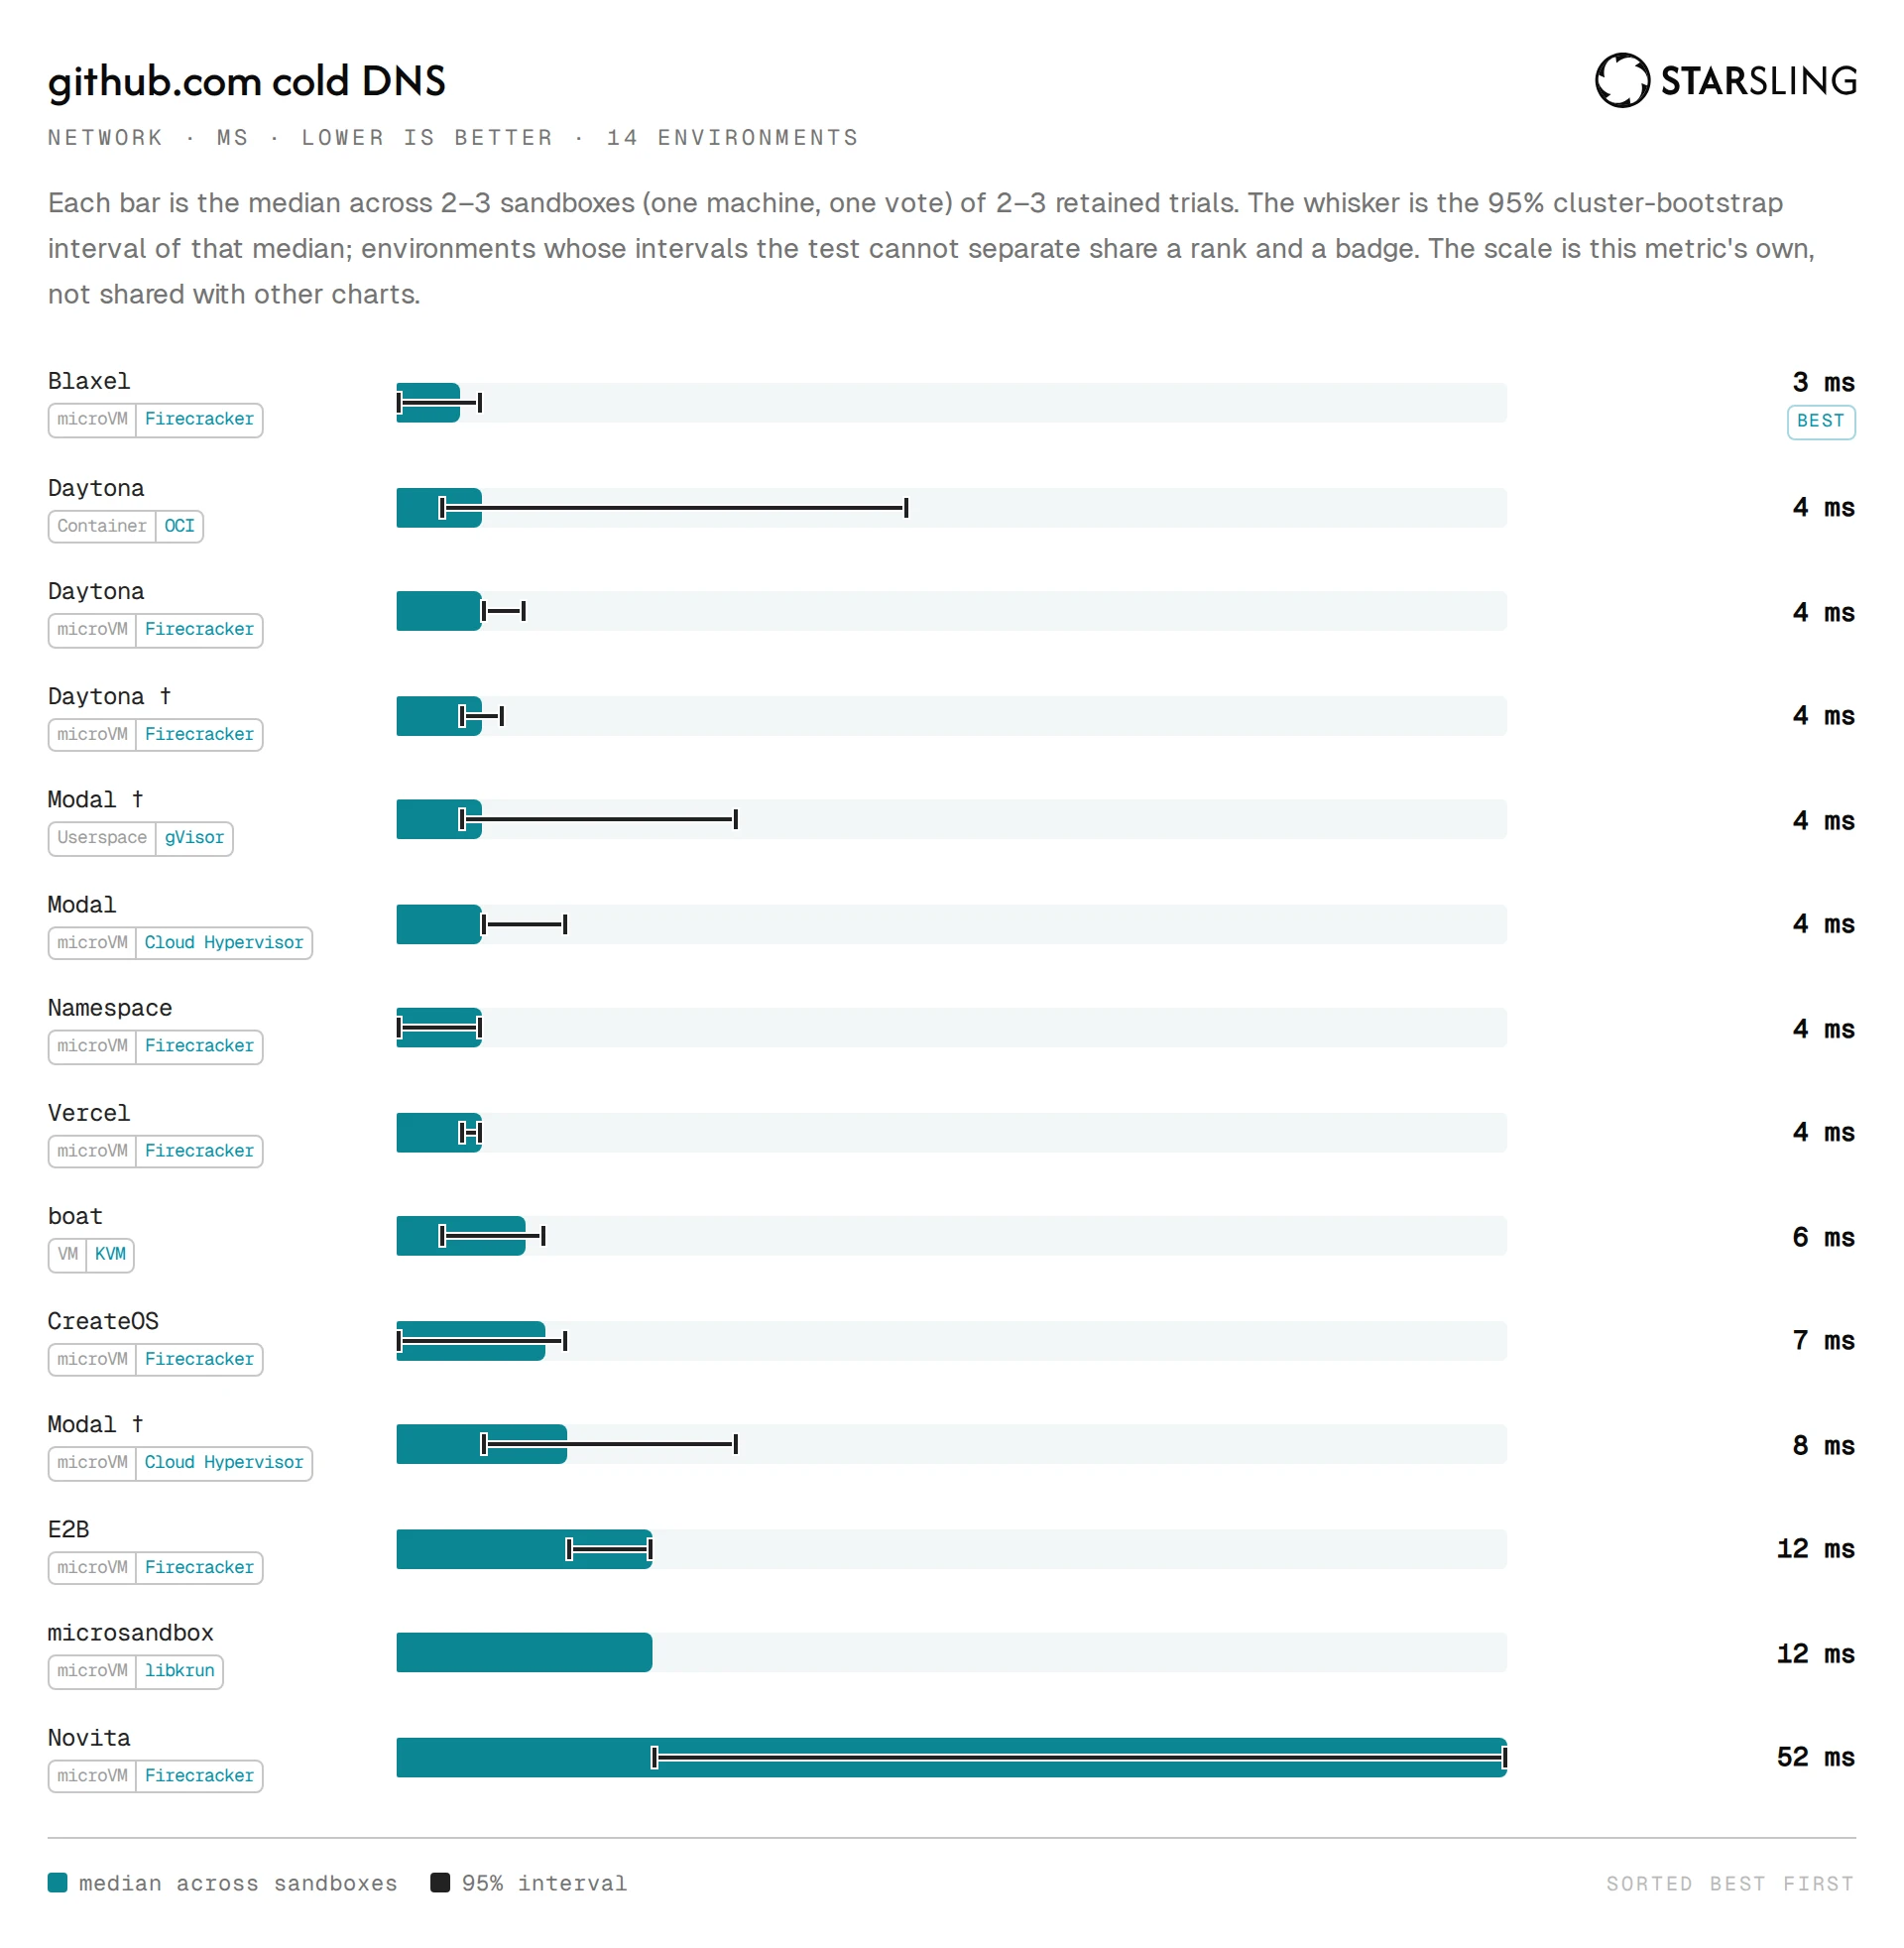 github.com cold DNS
STARSLING
NETWORK · MS · LOWER IS BETTER · 14 ENVIRONMENTS
Each bar is the median across 2–3 sandboxes (one machine, one vote) of 2–3 retained trials. The whisker is the 95% cluster-bootstrap
interval of that median; environments whose intervals the test cannot separate share a rank and a badge. The scale is this metric's own,
not shared with other charts.
Blaxel
3 ms
microVM Firecracker
BEST
Daytona
4 ms
Container OCI
Daytona
4 ms
microVM Firecracker
Daytona †
4 ms
microVM Firecracker
Modal †
4 ms
Userspace gVisor
Modal
4 ms
microVM Cloud Hypervisor
Namespace
4 ms
microVM Firecracker
Vercel
4 ms
microVM Firecracker
boat
6 ms
VM KVM
CreateOS
7 ms
microVM Firecracker
Modal †
8 ms
microVM Cloud Hypervisor
E2B
12 ms
microVM Firecracker
microsandbox
12 ms
microVM libkrun
Novita
52 ms
microVM Firecracker
median across sandboxes 95% interval
SORTED BEST FIRST